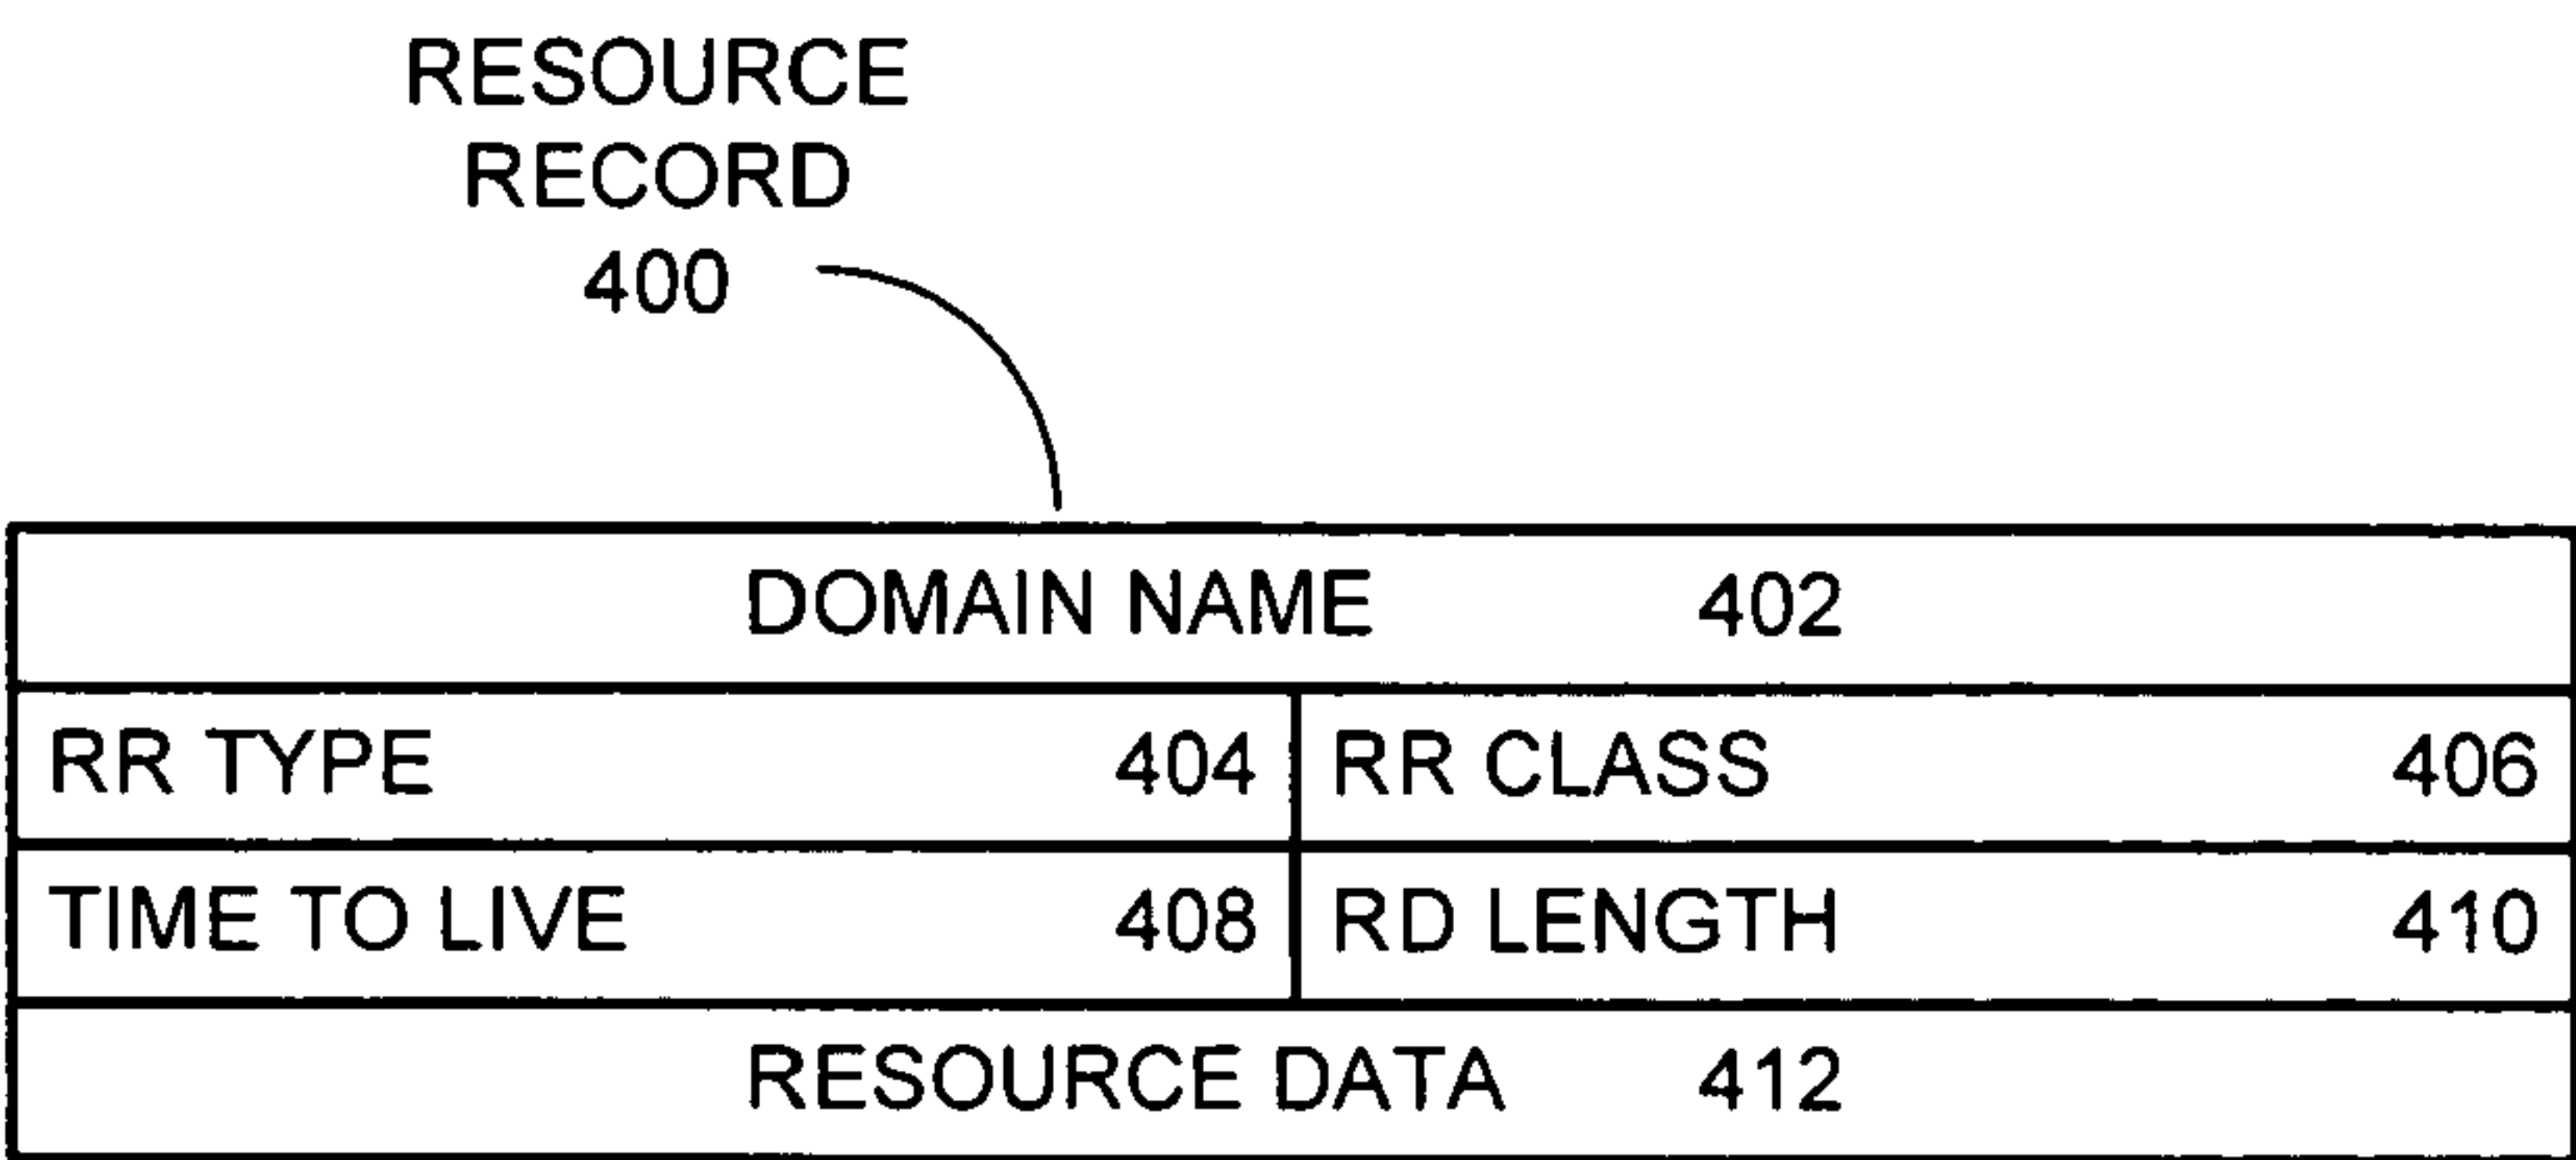 RESOURCE
RECORD
400
DOMAIN NAME 402
RR TYPE 404 RR CLASS 406
TIME TO LIVE 408 RD LENGTH 410
RESOURCE DATA 412